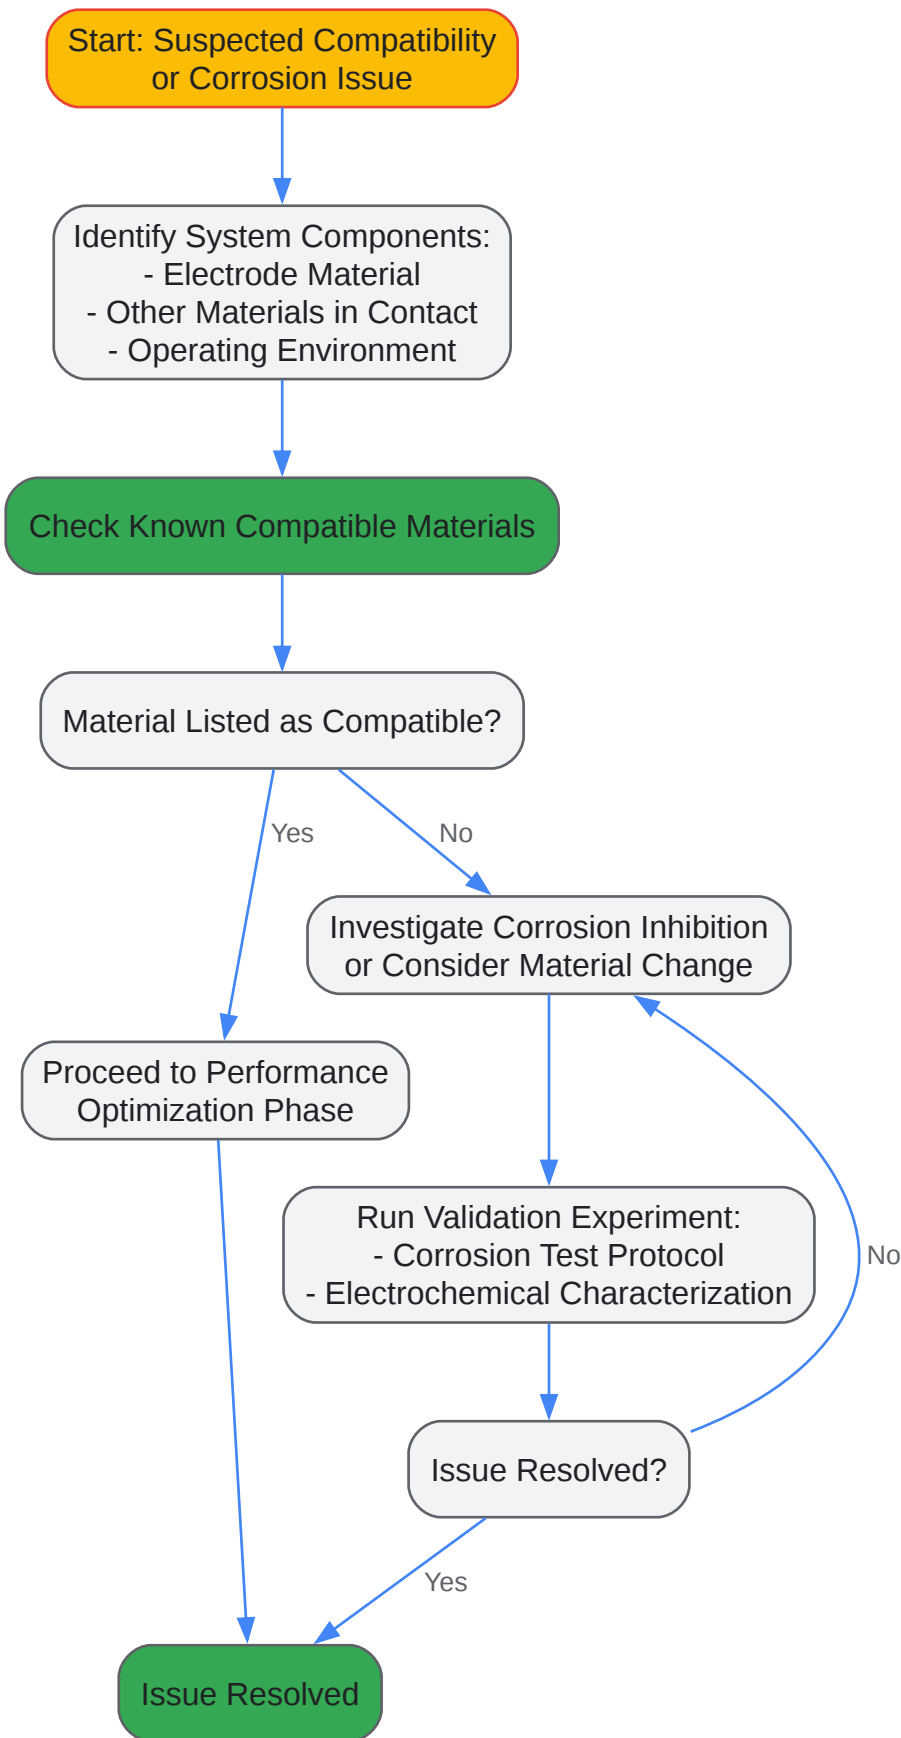 Start: Suspected Compatibility
or Corrosion Issue
Identify System Components:
- Electrode Material
- Other Materials in Contact
- Operating Environment
Check Known Compatible Materials
Material Listed as Compatible?
Yes
No
Investigate Corrosion Inhibition
or Consider Material Change
Proceed to Performance
Optimization Phase
Run Validation Experiment:
- Corrosion Test Protocol
- Electrochemical Characterization
No
Issue Resolved?
Yes
Issue Resolved